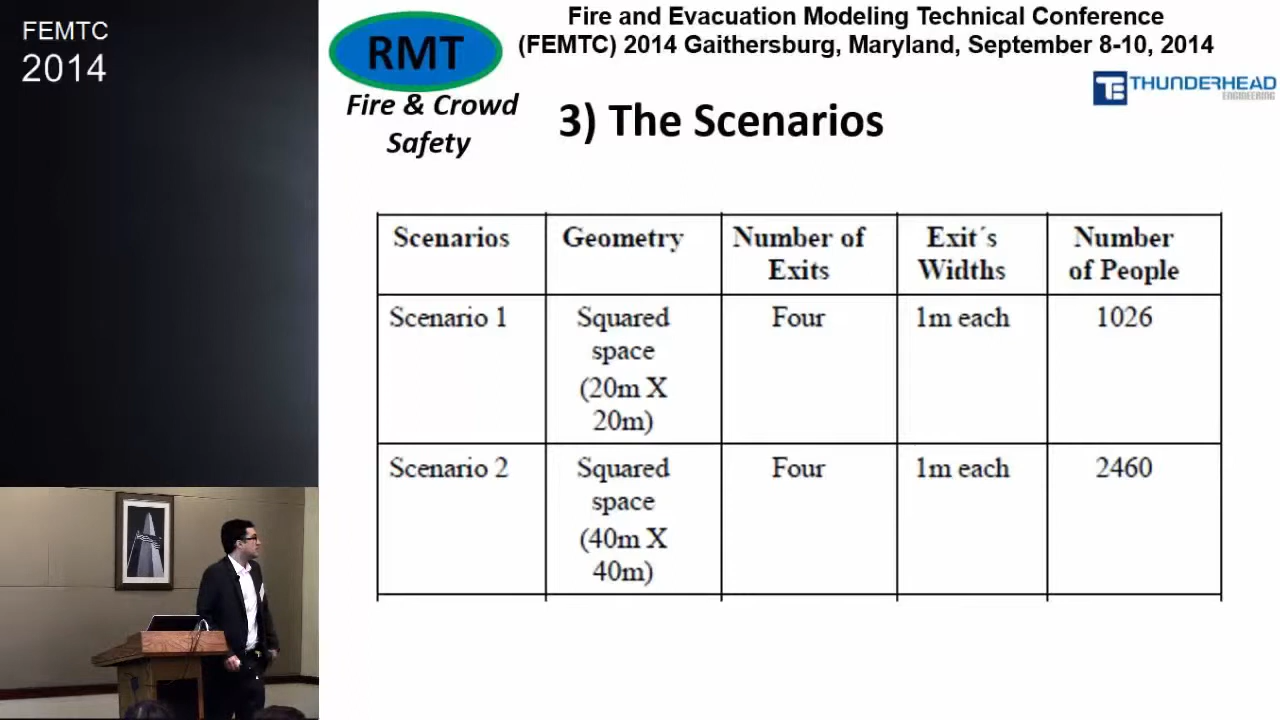 FEMTC
2014
RMT
Fire & Crowd
Safety
Fire and Evacuation Modeling Technical Conference
(FEMTC) 2014 Gaithersburg, Maryland, September 8-10, 2014
THUNDERHEAD
ENGINEERING
3) The Scenarios
Scenarios
Geometry
Number of
Exits
Exit´s
Widths
Number
of People
Scenario 1
Squared
space
(20m X
20m)
Four
1m each
1026
Scenario 2
Squared
space
(40m X
40m)
Four
1m each
2460